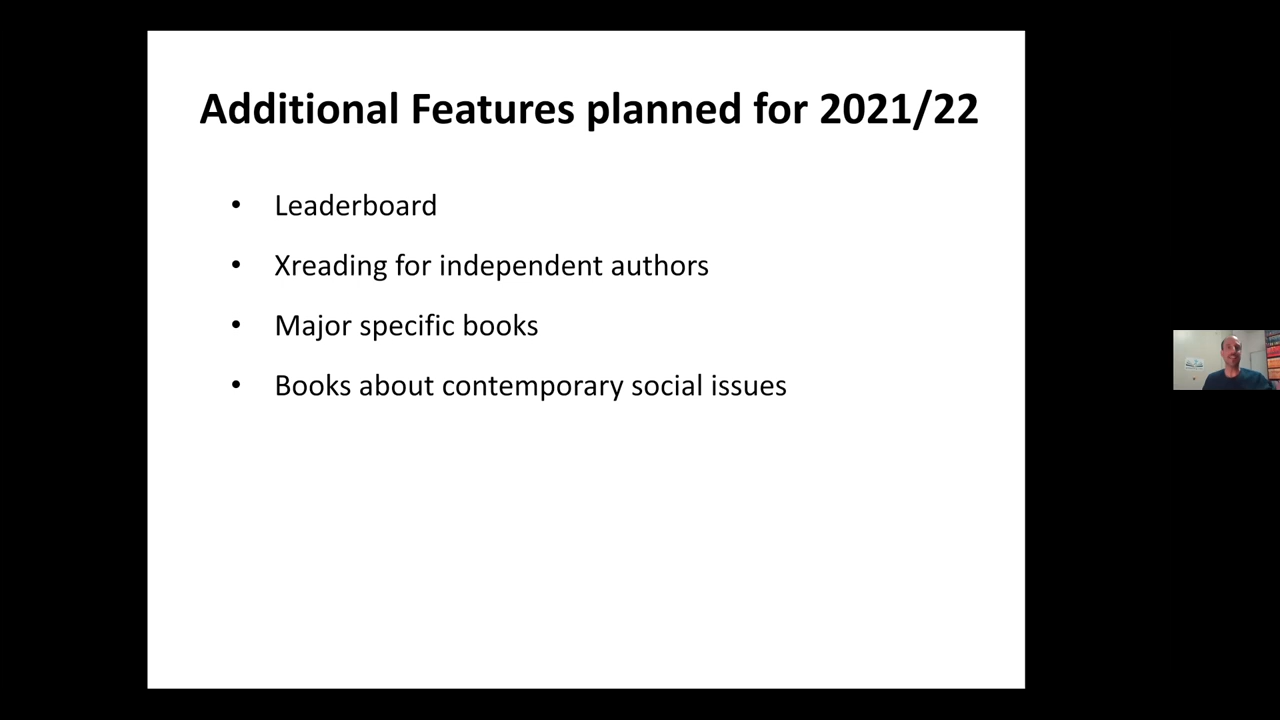 Additional Features planned for 2021/22
• Leaderboard
• Xreading for independent authors
• Major specific books
• Books about contemporary social issues